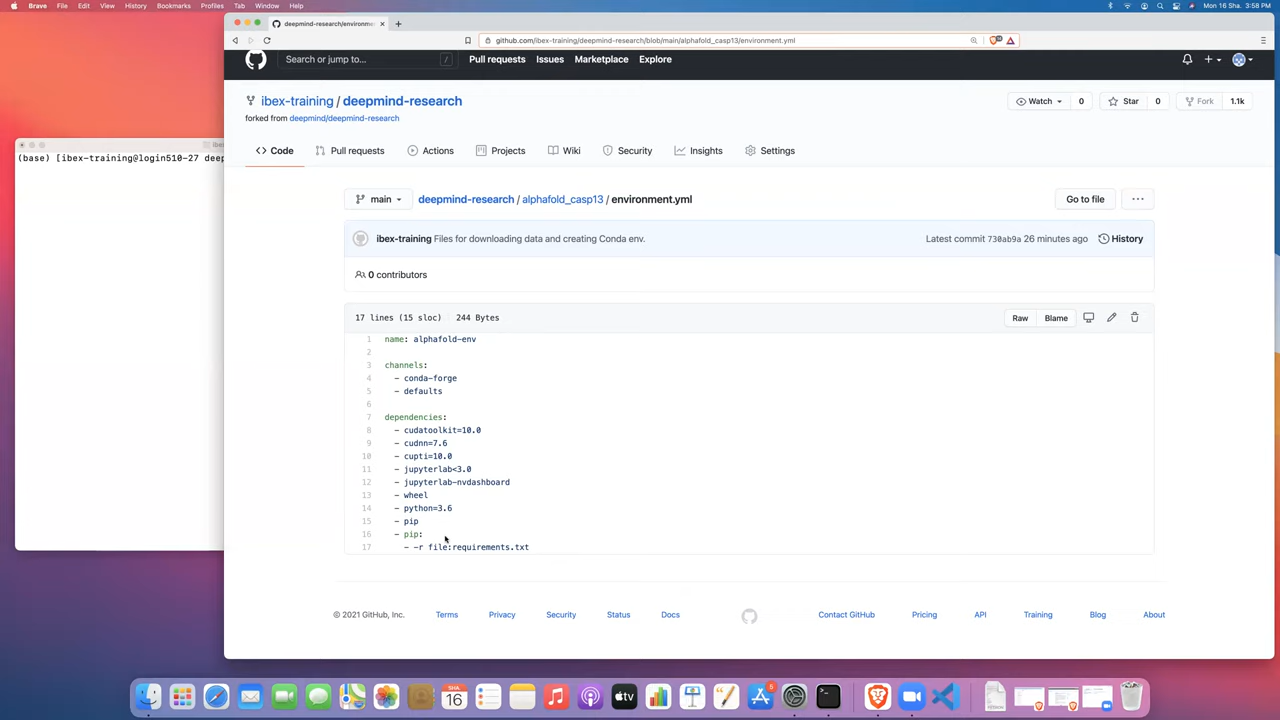 Brave File Edit View History Bookmarks Profiles Tab Window Help
Mon 16 Sha. 3:58 PM
deepmind-research/environme
github.com/ibex-training/deepmind-research/blob/main/alphafold_casp13/environment.yml
Search or jump to... /
Pull requests Issues Marketplace Explore
ibex-training / deepmind-research
Watch 0 Star 0 Fork 1.1k
forked from deepmind/deepmind-research
Code Pull requests Actions Projects Wiki Security Insights Settings
(base) [ibex-training@login510-27 deep
main
deepmind-research / alphafold_casp13 / environment.yml
Go to file ...
ibex-training Files for downloading data and creating Conda env.
Latest commit 730ab9a 26 minutes ago History
0 contributors
17 lines (15 sloc) 244 Bytes
Raw Blame
1 name: alphafold-env
2
3 channels:
4 - conda-forge
5 - defaults
6
7 dependencies:
8 - cudatoolkit=10.0
9 - cudnn=7.6
10 - cupti=10.0
11 - jupyterlab<3.0
12 - jupyterlab-nvdashboard
13 - wheel
14 - python=3.6
15 - pip
16 - pip:
17 - -r file:requirements.txt
© 2021 GitHub, Inc. Terms Privacy Security Status Docs Contact GitHub Pricing API Training Blog About
SHA
16
tv
5